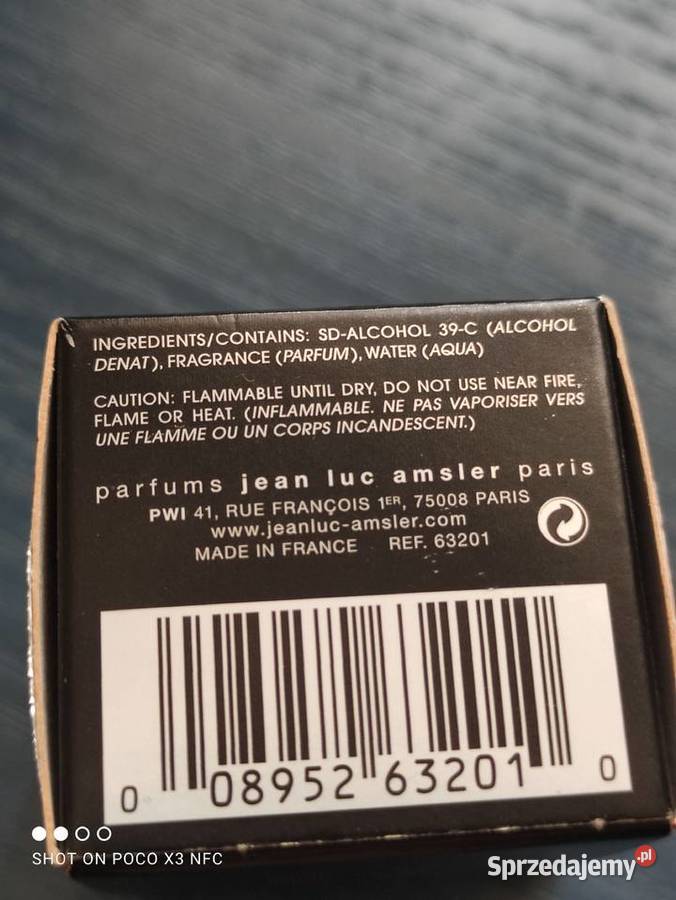 INGREDIENTS/CONTAINS: SD-ALCOHOL 39-C (ALCOHOL
DENAT), FRAGRANCE (PARFUM), WATER (AQUA)
CAUTION: FLAMMABLE UNTIL DRY, DO NOT USE NEAR FIRE,
FLAME OR HEAT. (INFLAMMABLE. NE PAS VAPORISER VERS
UNE FLAMME OU UN CORPS INCANDESCENT.)
parfums jean luc amsler paris
PWI 41, RUE FRANÇOIS 1ER, 75008 PARIS
www.jeanluc-amsler.com
MADE IN FRANCE REF. 63201
0 08952 63201 0
SHOT ON POCO X3 NFC
Sprzedajemy.pl